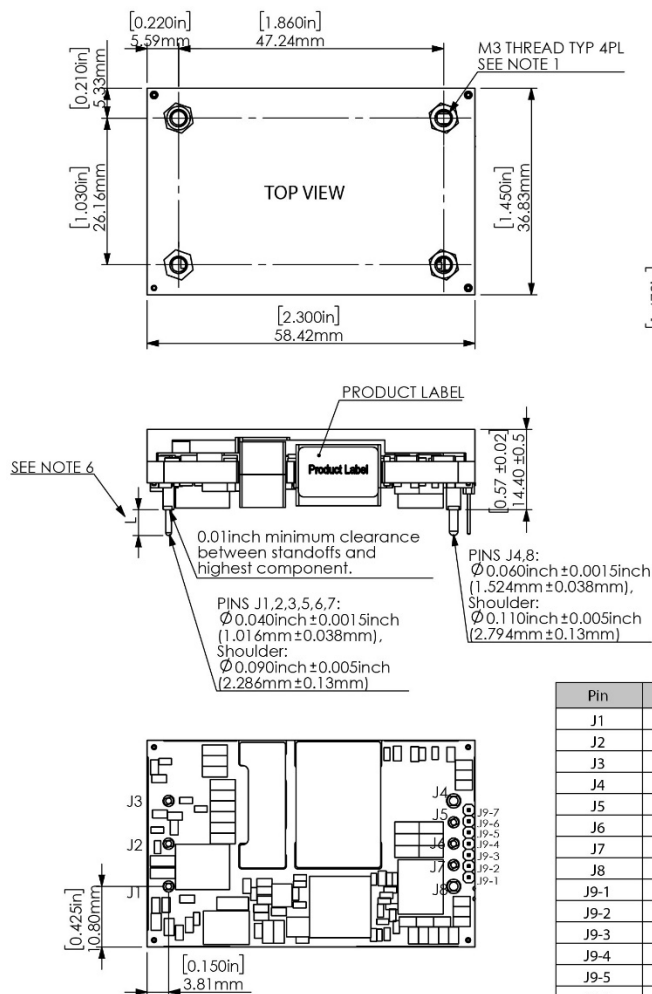 [0.220in]
5.59mm
[1.860in]
47.24mm
M3 THREAD TYP 4PL
SEE NOTE 1
[0.210in]
5.33mm
[1.030in]
26.16mm
TOP VIEW
[1.450in]
36.83mm
[2.300in]
58.42mm
PRODUCT LABEL
SEE NOTE 6
Product Label
[0.57 ±0.02]
14.40 ±0.5
L
0.01inch minimum clearance
between standoffs and
highest component.
PINS J4,8:
Ø0.060inch±0.0015inch
(1.524mm±0.038mm),
Shoulder:
Ø0.110inch±0.005inch
(2.794mm±0.13mm)
PINS J1,2,3,5,6,7:
Ø0.040inch±0.0015inch
(1.016mm±0.038mm),
Shoulder:
Ø0.090inch±0.005inch
(2.286mm±0.13mm)
J3
J2
J1
J4
J5
J6
J7
J8
J9-7
J9-6
J9-5
J9-4
J9-3
J9-2
J9-1
[0.425in]
10.80mm
[0.150in]
3.81mm
Pin
J1
J2
J3
J4
J5
J6
J7
J8
J9-1
J9-2
J9-3
J9-4
J9-5